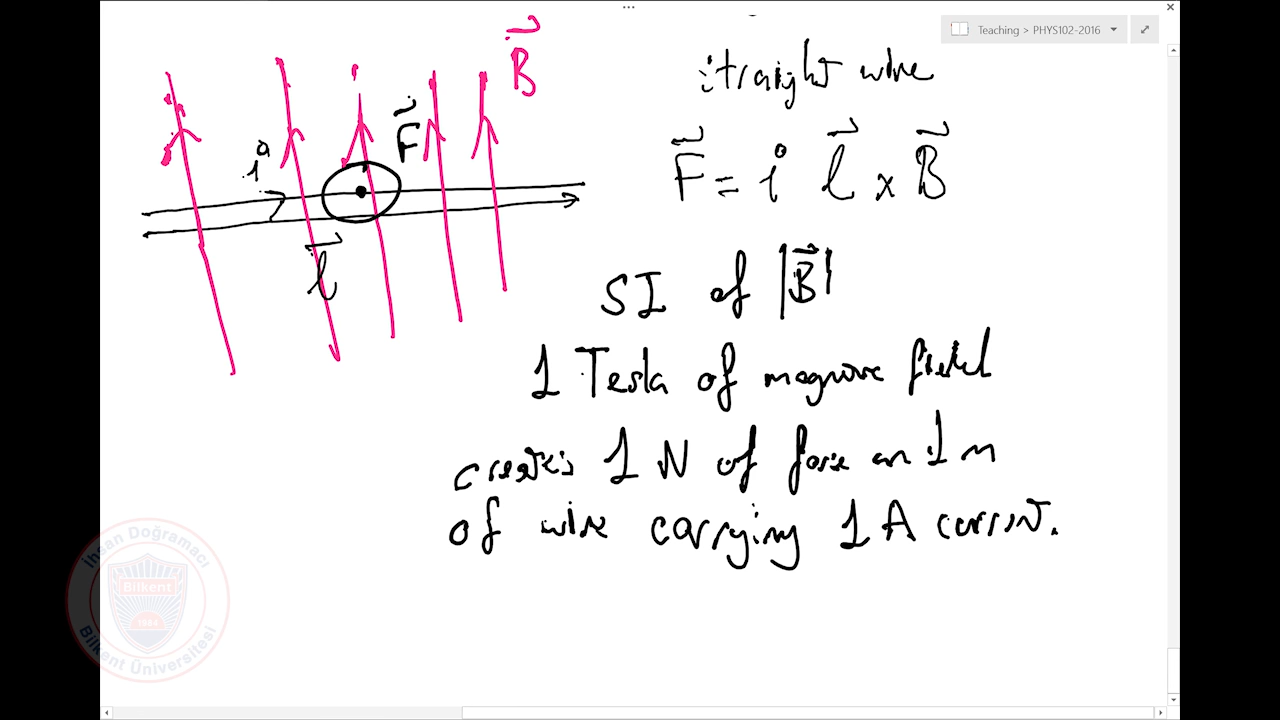 Teaching > PHYS102-2016
B
straight wire
i
F
F = i l x B
l
SI of |B|
1 Tesla of magnetic field
creates 1 N of force on 1 m
of wire carrying 1 A current.
İhsan Doğramacı
Bilkent
1984
Bilkent Üniversitesi